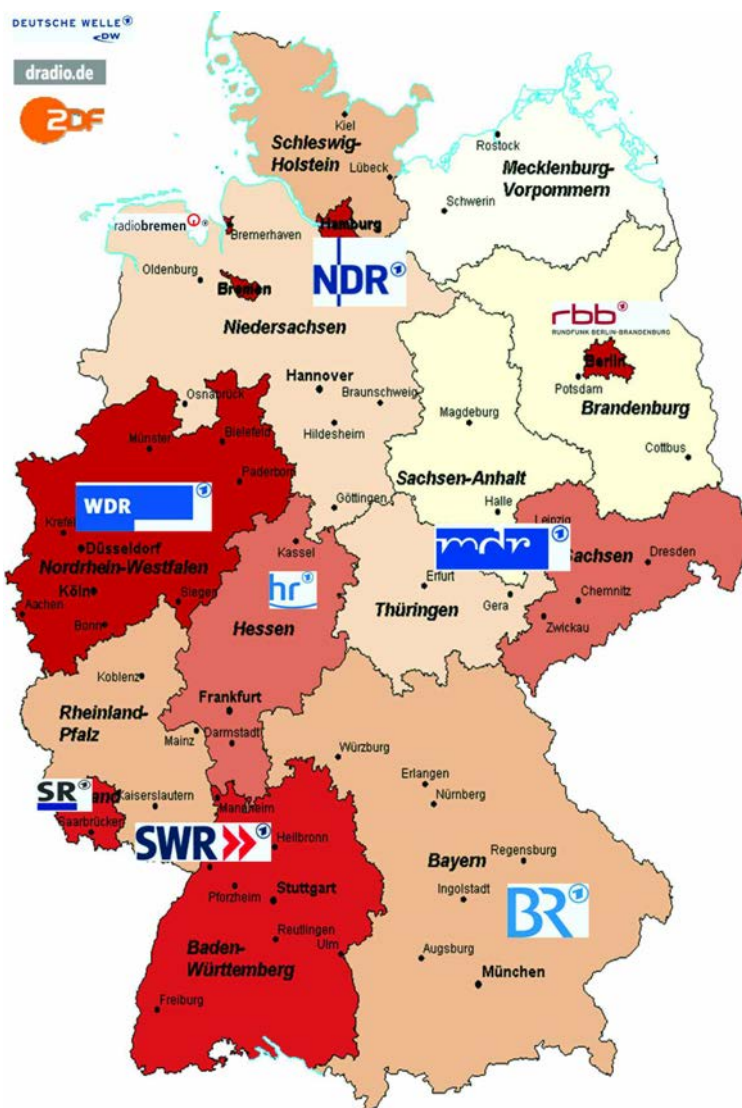 DEUTSCHE WELLE
DW
dradio.de
ZDF
Kiel
Schleswig-
Holstein
Lübeck
Rostock
Mecklenburg-
Vorpommern
Schwerin
radiobremen
Bremerhaven
Hamburg
NDR
Oldenburg
Bremen
Niedersachsen
rbb
RUNDFUNK BERLIN-BRANDENBURG
Berlin
Potsdam
Brandenburg
Hannover
Braunschweig
Osnabrück
Magdeburg
Hildesheim
Münster
Bielefeld
Cottbus
Paderborn
Sachsen-Anhalt
Göttingen
Halle
WDR
Krefel
Leipzig
mdr
Kassel
Düsseldorf
Nordrhein-Westfalen
Sachsen
Dresden
hr
Erfurt
Köln
Siegen
Aachen
Thüringen
Gera
Chemnitz
Zwickau
Bonn
Hessen
Koblenz
Frankfurt
Rheinland-
Pfalz
Mainz
Darmstadt
Würzburg
Erlangen
Nürnberg
SR
and
Kaiserslautern
Mannheim
Saarbrücken
SWR
Heilbronn
Bayern
Regensburg
Pforzheim
Stuttgart
Ingolstadt
BR
Reutlingen
Ulm
Baden-
Württemberg
Augsburg
München
Freiburg